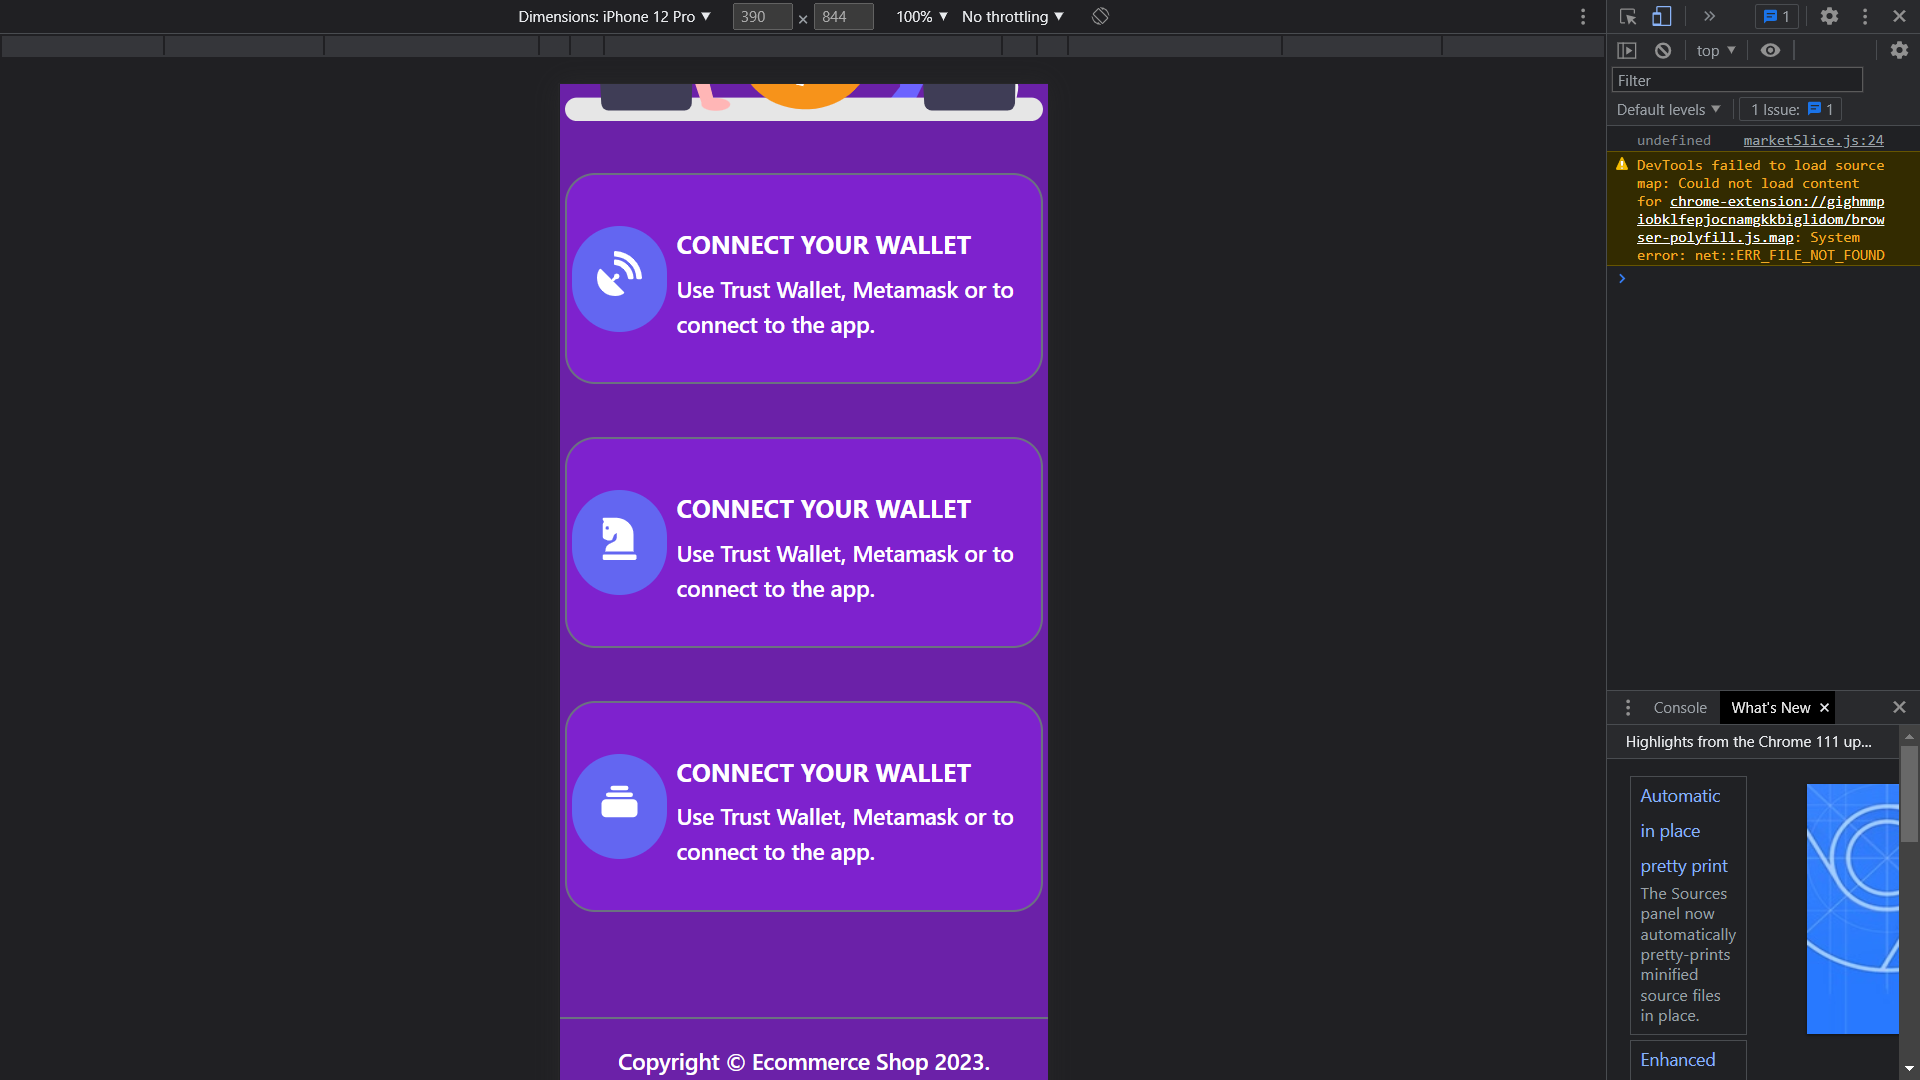 Dimensions: iPhone 12 Pro ▼ 390 × 844 100% ▼ No throttling ▼
1
top ▼
Filter
Default levels ▼ 1 Issue: 1
undefined marketSlice.js:24
DevTools failed to load source
map: Could not load content
for chrome-extension://gighmmp
iobklfepjocnamgkkbiglidom/brow
ser-polyfill.js.map: System
error: net::ERR_FILE_NOT_FOUND
CONNECT YOUR WALLET
Use Trust Wallet, Metamask or to
connect to the app.
CONNECT YOUR WALLET
Use Trust Wallet, Metamask or to
connect to the app.
CONNECT YOUR WALLET
Use Trust Wallet, Metamask or to
connect to the app.
Copyright © Ecommerce Shop 2023.
Console What's New
Highlights from the Chrome 111 up...
Automatic
in place
pretty print
The Sources
panel now
automatically
pretty-prints
minified
source files
in place.
Enhanced